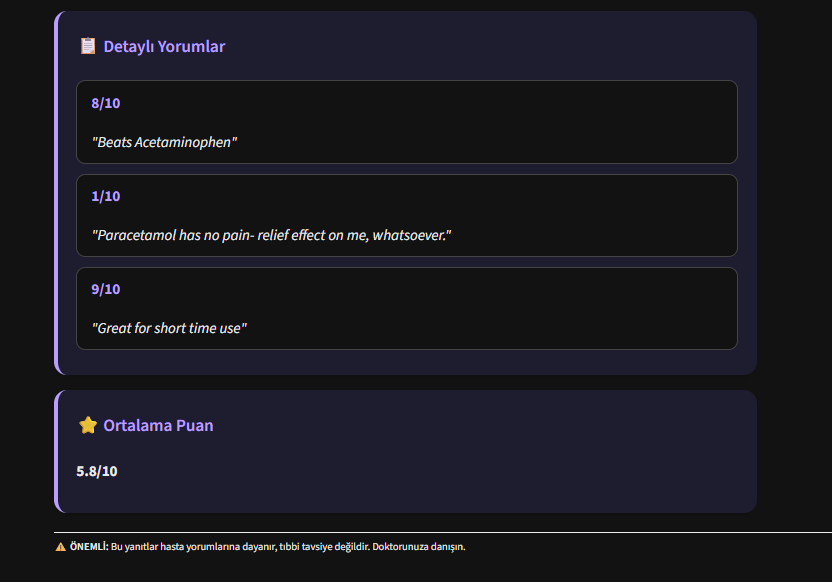 📋 Detaylı Yorumlar
8/10
"Beats Acetaminophen"
1/10
"Paracetamol has no pain- relief effect on me, whatsoever."
9/10
"Great for short time use"
⭐ Ortalama Puan
5.8/10
⚠️ ÖNEMLİ: Bu yanıtlar hasta yorumlarına dayanır, tıbbi tavsiye değildir. Doktorunuza danışın.